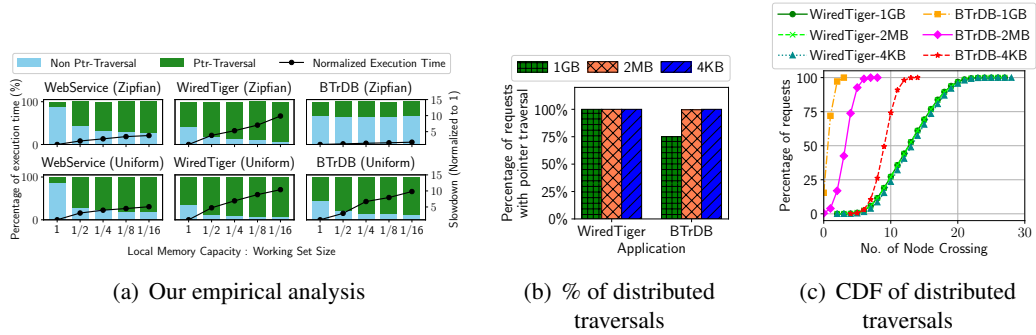 Non Ptr-Traversal
Ptr-Traversal
Normalized Execution Time
Percentage of execution time (%)
WebService (Zipfian)
WiredTiger (Zipfian)
BTrDB (Zipfian)
100
0
15
10
5
WebService (Uniform)
WiredTiger (Uniform)
BTrDB (Uniform)
100
0
15
10
5
Slowdown (Normalized to 1)
1 1/2 1/4 1/8 1/16
1 1/2 1/4 1/8 1/16
1 1/2 1/4 1/8 1/16
Local Memory Capacity : Working Set Size
(a) Our empirical analysis
1GB
2MB
4KB
Percentage of requests
with pointer traversal
100%
75%
50%
25%
0%
WiredTiger
BTrDB
Application
(b) % of distributed
traversals
WiredTiger-1GB
WiredTiger-2MB
WiredTiger-4KB
BTrDB-1GB
BTrDB-2MB
BTrDB-4KB
Percentage of requests
100
75
50
25
0
0 10 20 30
No. of Node Crossing
(c) CDF of distributed
traversals